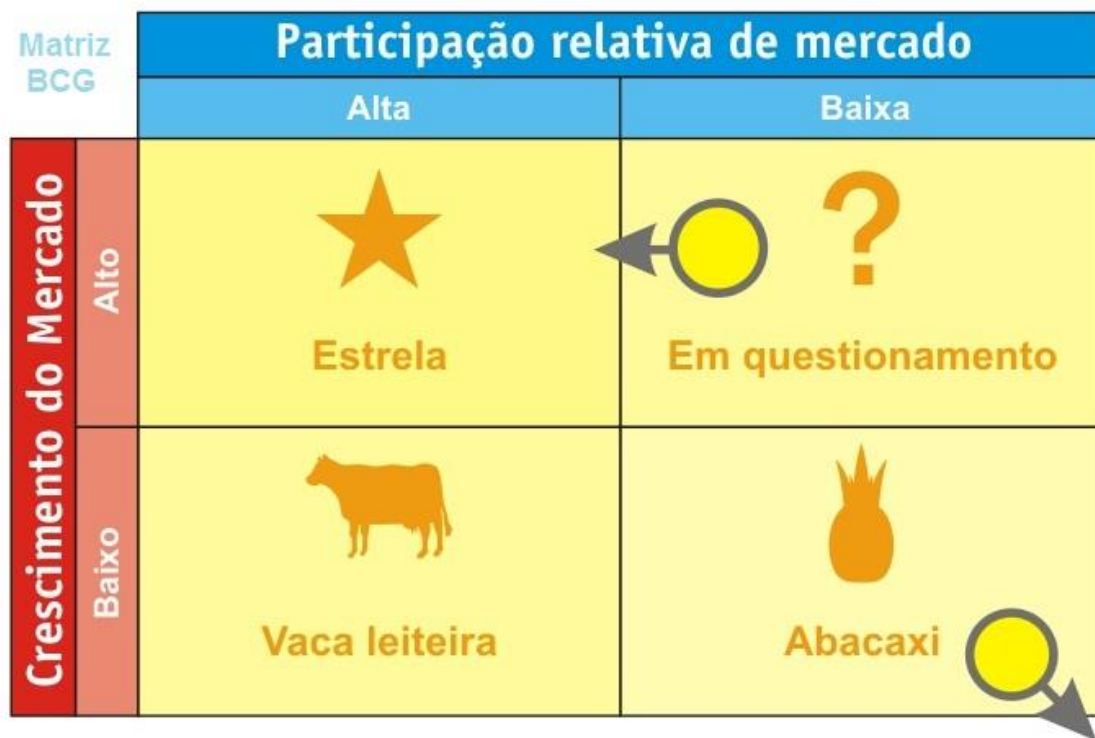 Matriz
BCG
Participação relativa de mercado
Alta
Baixa
Crescimento do Mercado
Alto
?
Estrela
Em questionamento
Baixo
Vaca leiteira
Abacaxi